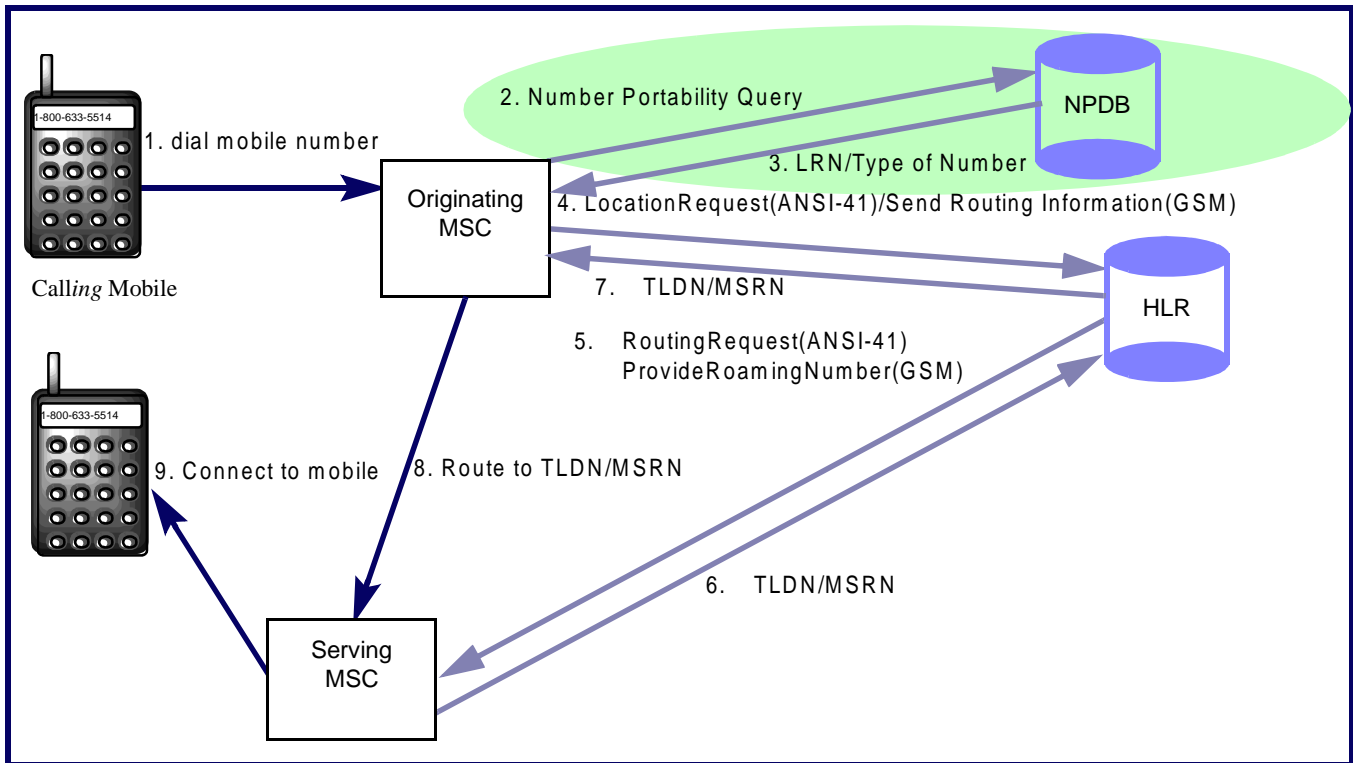 1-800-633-5514
1. dial mobile number
Calling Mobile
2. Number Portability Query
NPDB
3. LRN/Type of Number
Originating
MSC
4. LocationRequest(ANSI-41)/Send Routing Information(GSM)
7. TLDN/MSRN
HLR
5. RoutingRequest(ANSI-41)
ProvideRoamingNumber(GSM)
1-800-633-5514
9. Connect to mobile
8. Route to TLDN/MSRN
6. TLDN/MSRN
Serving
MSC